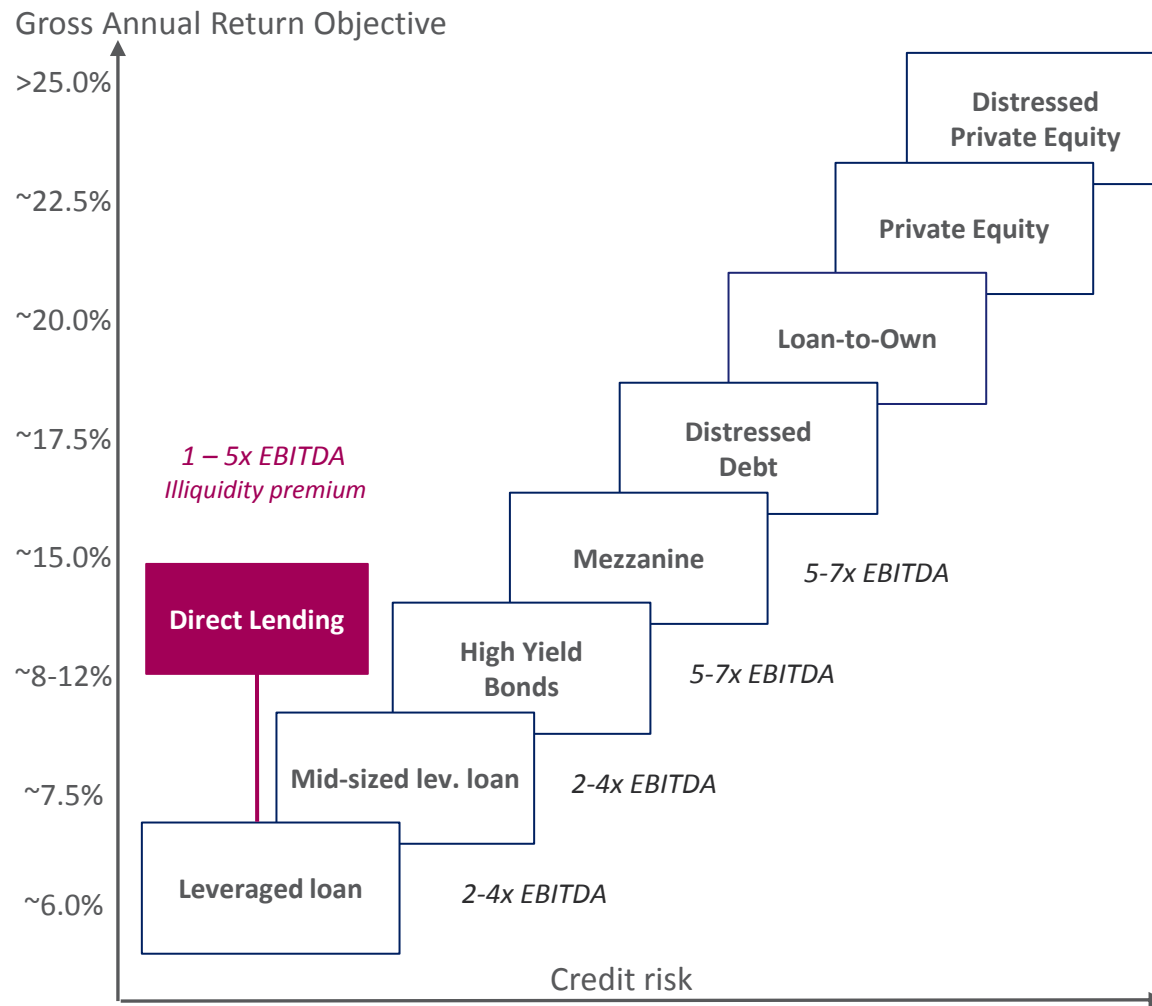 Gross Annual Return Objective
>25.0%
Distressed
Private Equity
~22.5%
Private Equity
~20.0%
Loan-to-Own
~17.5%
Distressed
Debt
1 – 5x EBITDA
Illiquidity premium
~15.0%
Mezzanine
5-7x EBITDA
Direct Lending
~8-12%
High Yield
Bonds
5-7x EBITDA
~7.5%
Mid-sized lev. loan
2-4x EBITDA
~6.0%
Leveraged loan
2-4x EBITDA
Credit risk